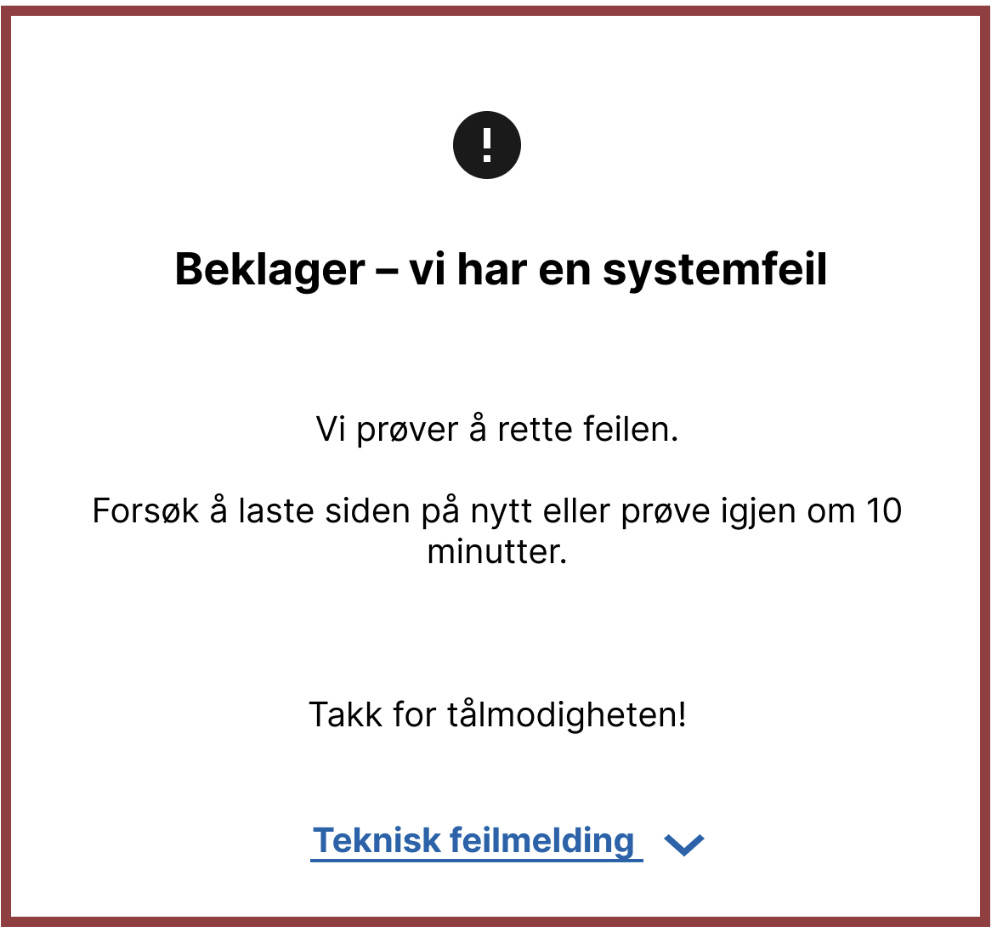 Beklager – vi har en systemfeil
Vi prøver å rette feilen.
Forsøk å laste siden på nytt eller prøve igjen om 10
minutter.
Takk for tålmodigheten!
Teknisk feilmelding